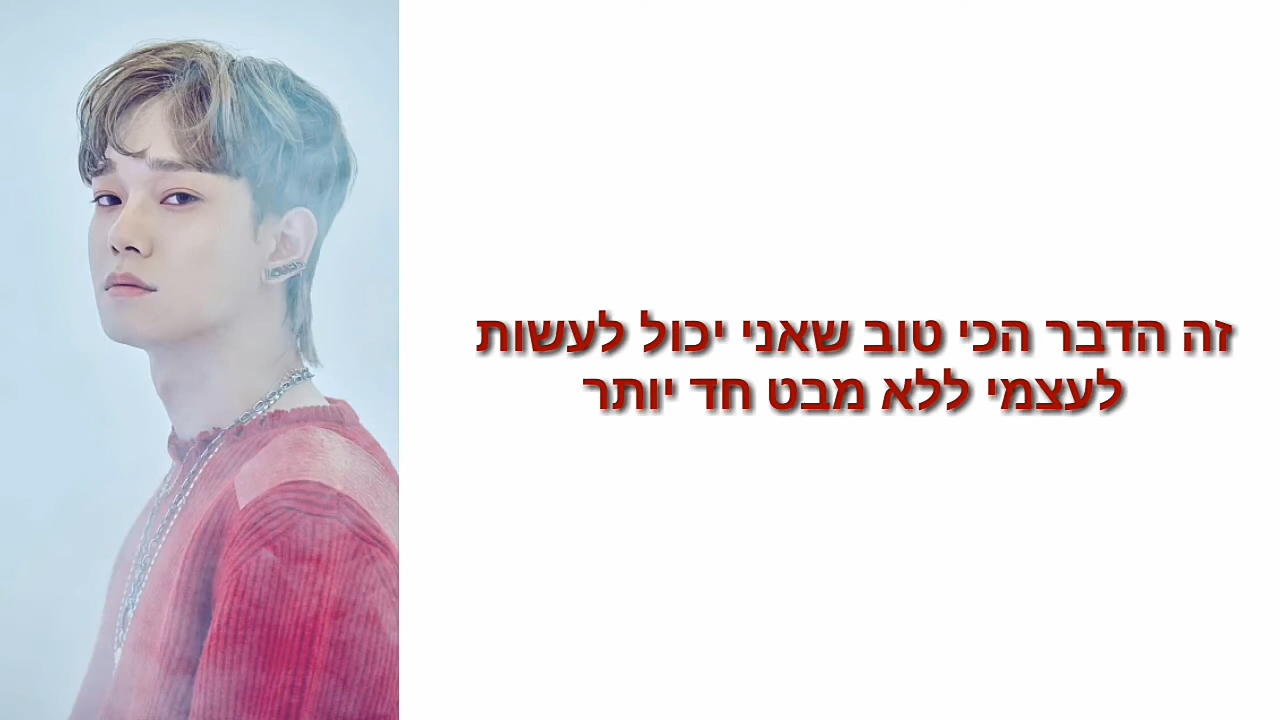 זה הדבר הכי טוב שאני יכול לעשות
לעצמי ללא מבט חד יותר